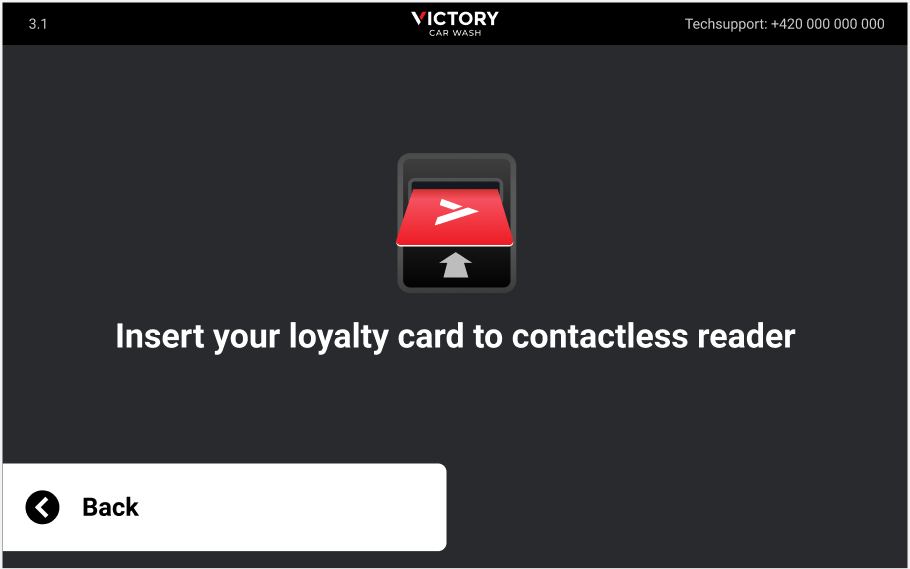 3.1
VICTORY
CAR WASH
Techsupport: +420 000 000 000
Insert your loyalty card to contactless reader
Back